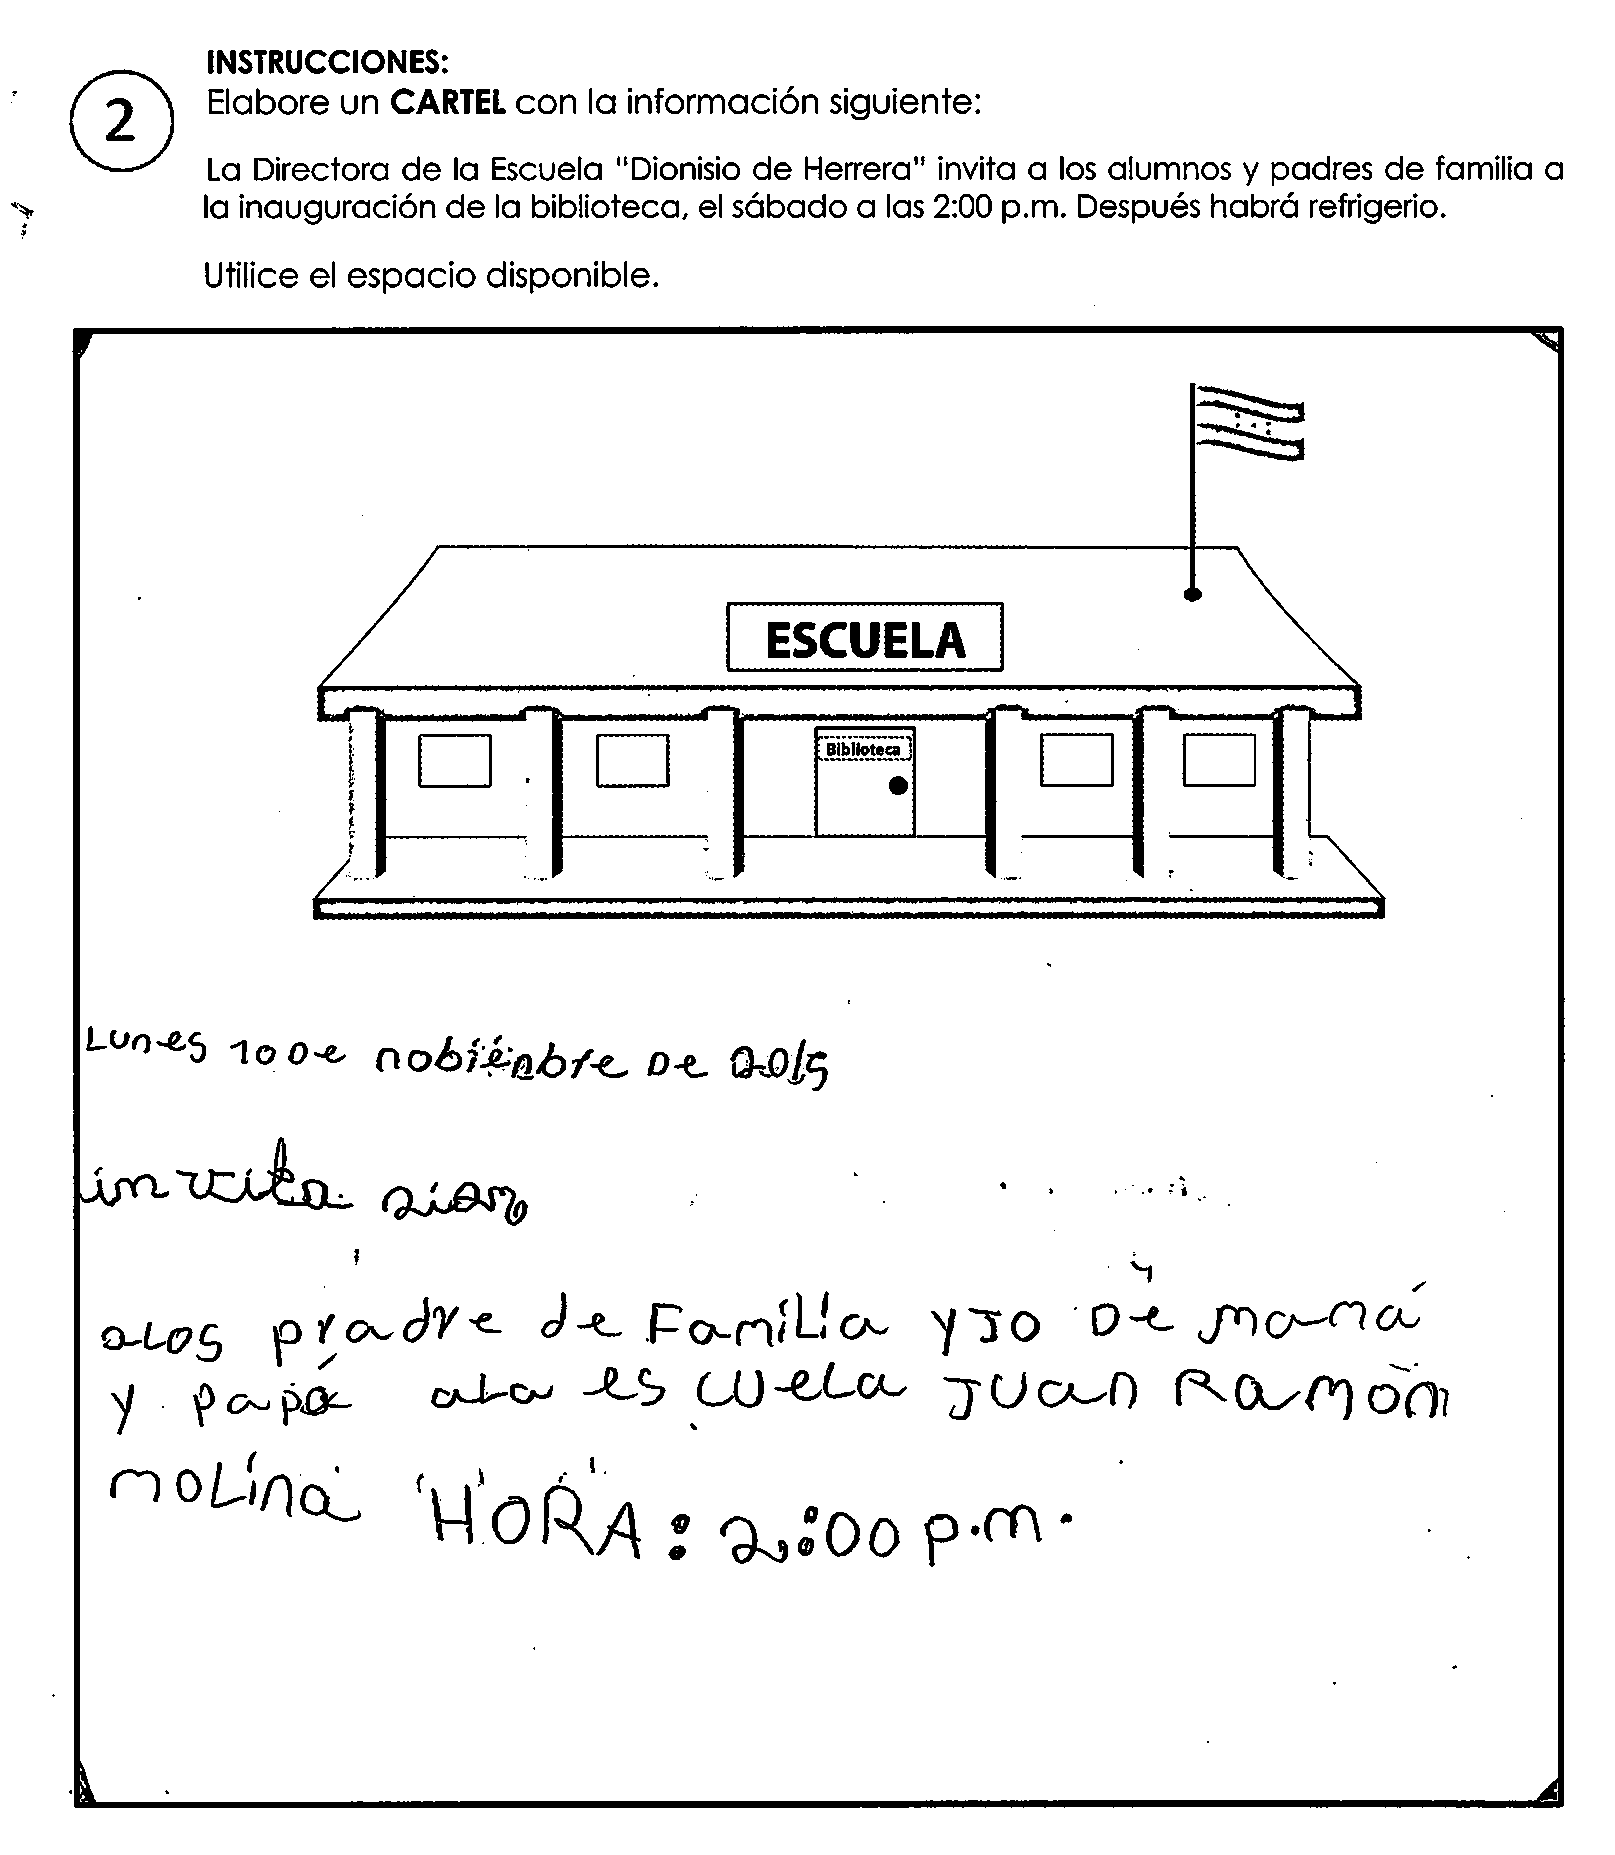 INSTRUCCIONES:
2
Elabore un CARTEL con la información siguiente:
La Directora de la Escuela "Dionisio de Herrera" invita a los alumnos y padres de familia a
la inauguración de la biblioteca, el sábado a las 2:00 p.m. Después habrá refrigerio.
Utilice el espacio disponible.
ESCUELA
Biblioteca
Lunes 10 De nobiénbre De 2015
invita
alos pradre de Familia y yo De mamá
y papá ala escuela Juan Ramón
molina HORA: 2:00 p.m.